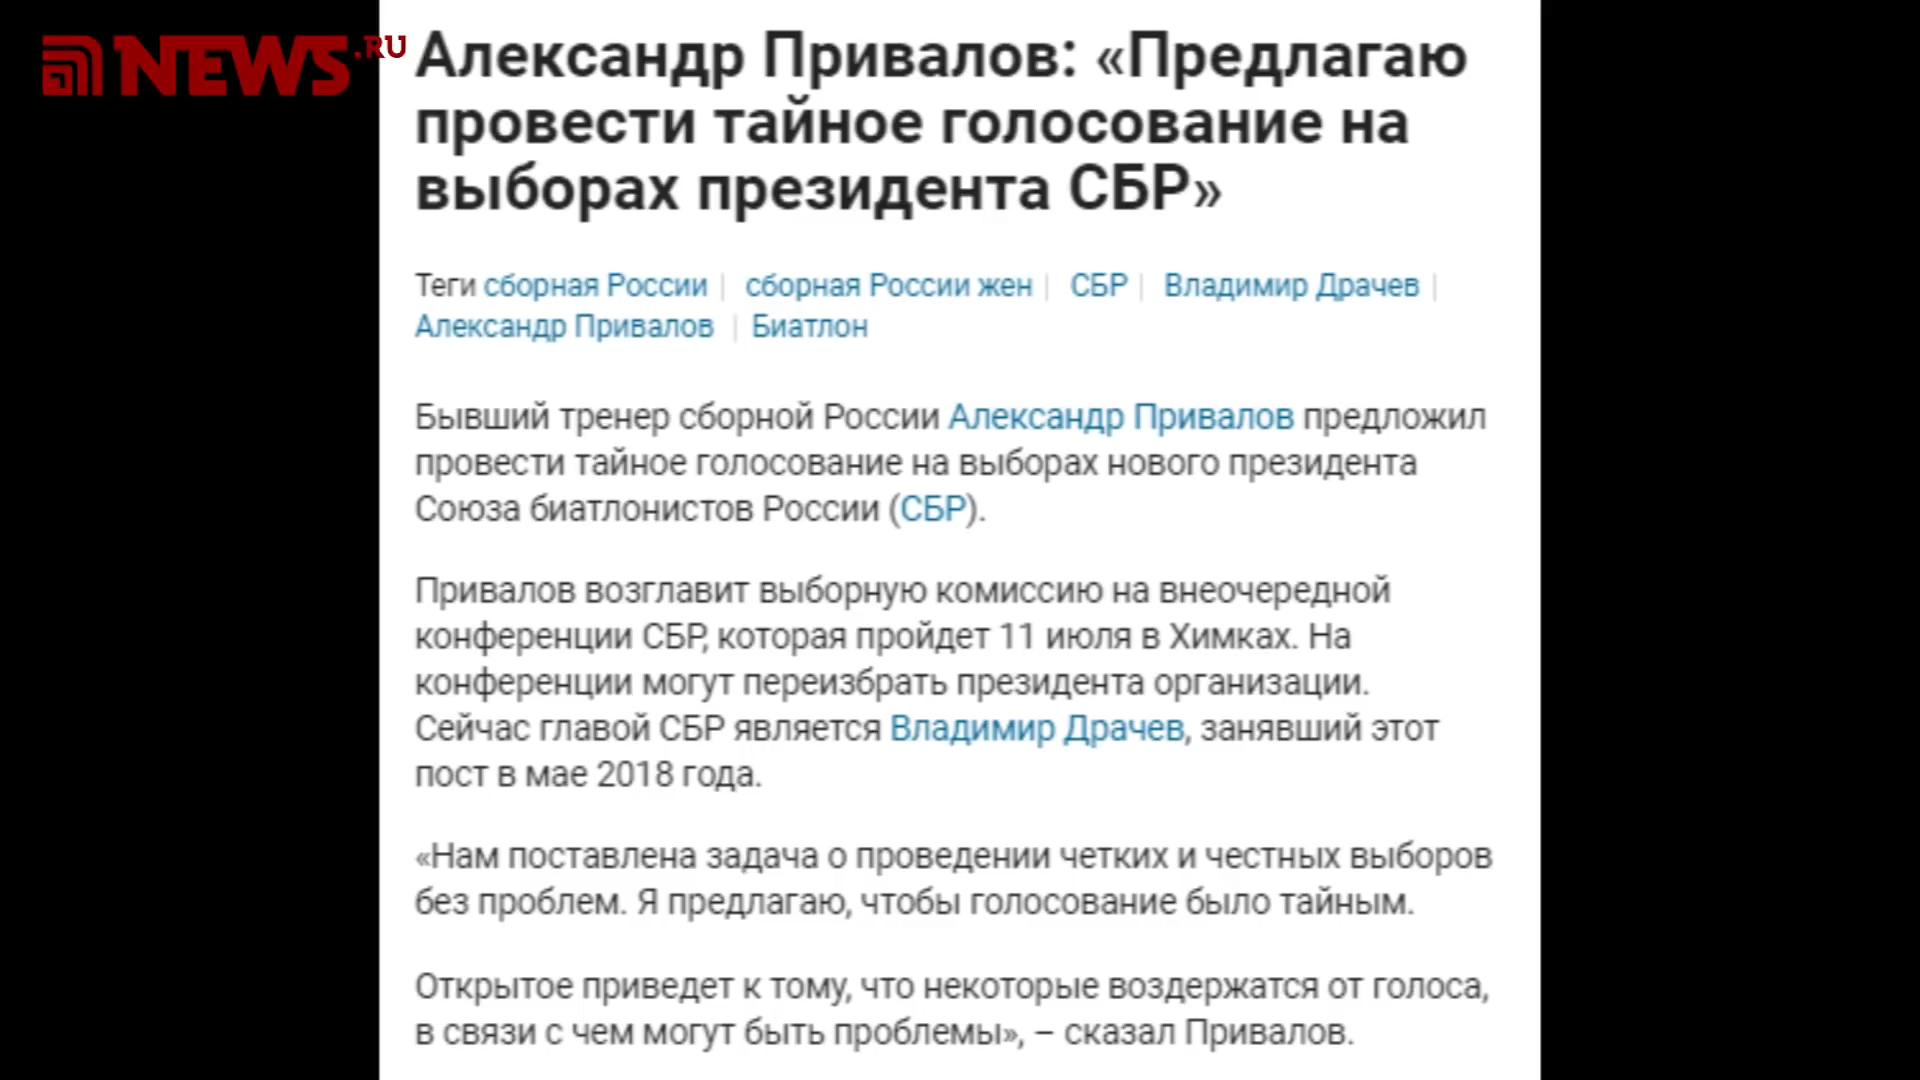 NEWS.RU
Александр Привалов: «Предлагаю
провести тайное голосование на
выборах президента СБР»
Теги сборная России | сборная России жен | СБР | Владимир Драчев |
Александр Привалов | Биатлон
Бывший тренер сборной России Александр Привалов предложил
провести тайное голосование на выборах нового президента
Союза биатлонистов России (СБР).
Привалов возглавит выборную комиссию на внеочередной
конференции СБР, которая пройдет 11 июля в Химках. На
конференции могут переизбрать президента организации.
Сейчас главой СБР является Владимир Драчев, занявший этот
пост в мае 2018 года.
«Нам поставлена задача о проведении четких и честных выборов
без проблем. Я предлагаю, чтобы голосование было тайным.
Открытое приведет к тому, что некоторые воздержатся от голоса,
в связи с чем могут быть проблемы», – сказал Привалов.